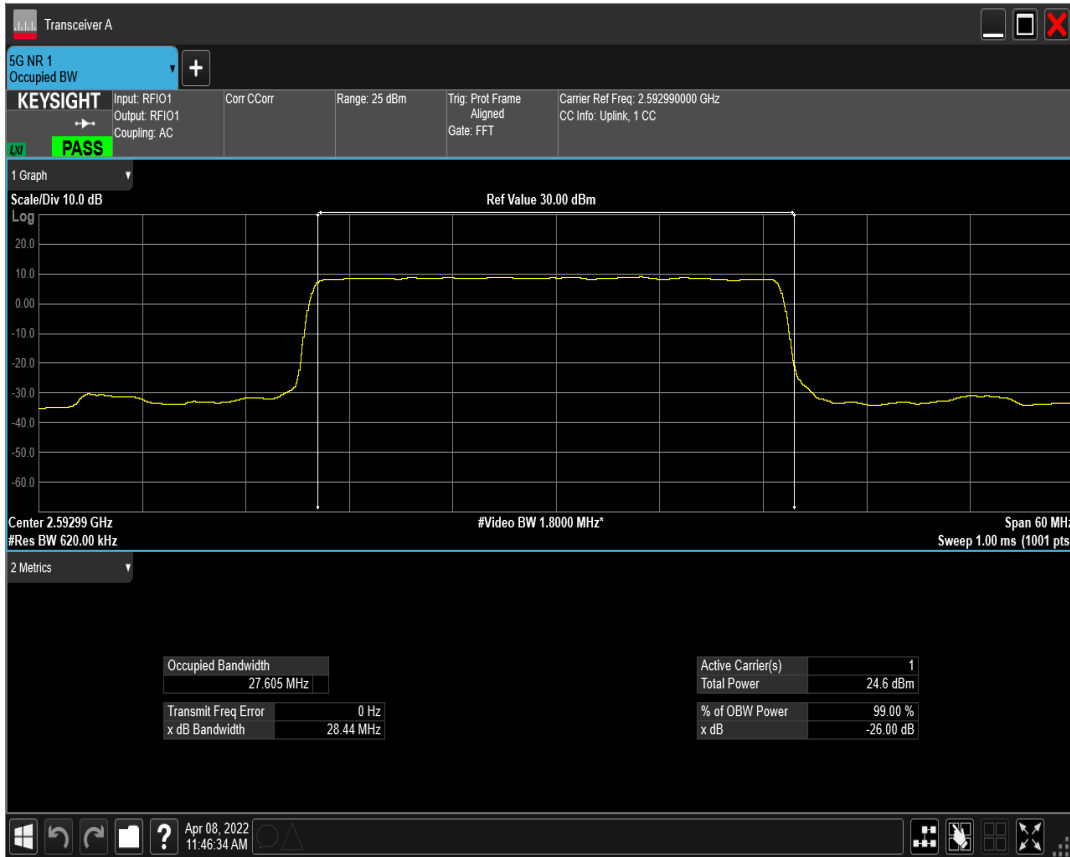 Transceiver A
5G NR 1
Occupied BW
KEYSIGHT
LXI
PASS
Input: RFIO1
Output: RFIO1
Coupling: AC
Corr CCorr
Range: 25 dBm
Trig: Prot Frame
Aligned
Gate: FFT
Carrier Ref Freq: 2.592990000 GHz
CC Info: Uplink, 1 CC
1 Graph
Scale/Div 10.0 dB
Ref Value 30.00 dBm
Log
20.0
10.0
0.00
-10.0
-20.0
-30.0
-40.0
-50.0
-60.0
Center 2.59299 GHz
#Video BW 1.8000 MHz*
Span 60 MHz
#Res BW 620.00 kHz
Sweep 1.00 ms (1001 pts
2 Metrics
Occupied Bandwidth
27.605 MHz
Transmit Freq Error 0 Hz
x dB Bandwidth 28.44 MHz
Active Carrier(s) 1
Total Power 24.6 dBm
% of OBW Power 99.00 %
x dB -26.00 dB
?
Apr 08, 2022
11:46:34 AM